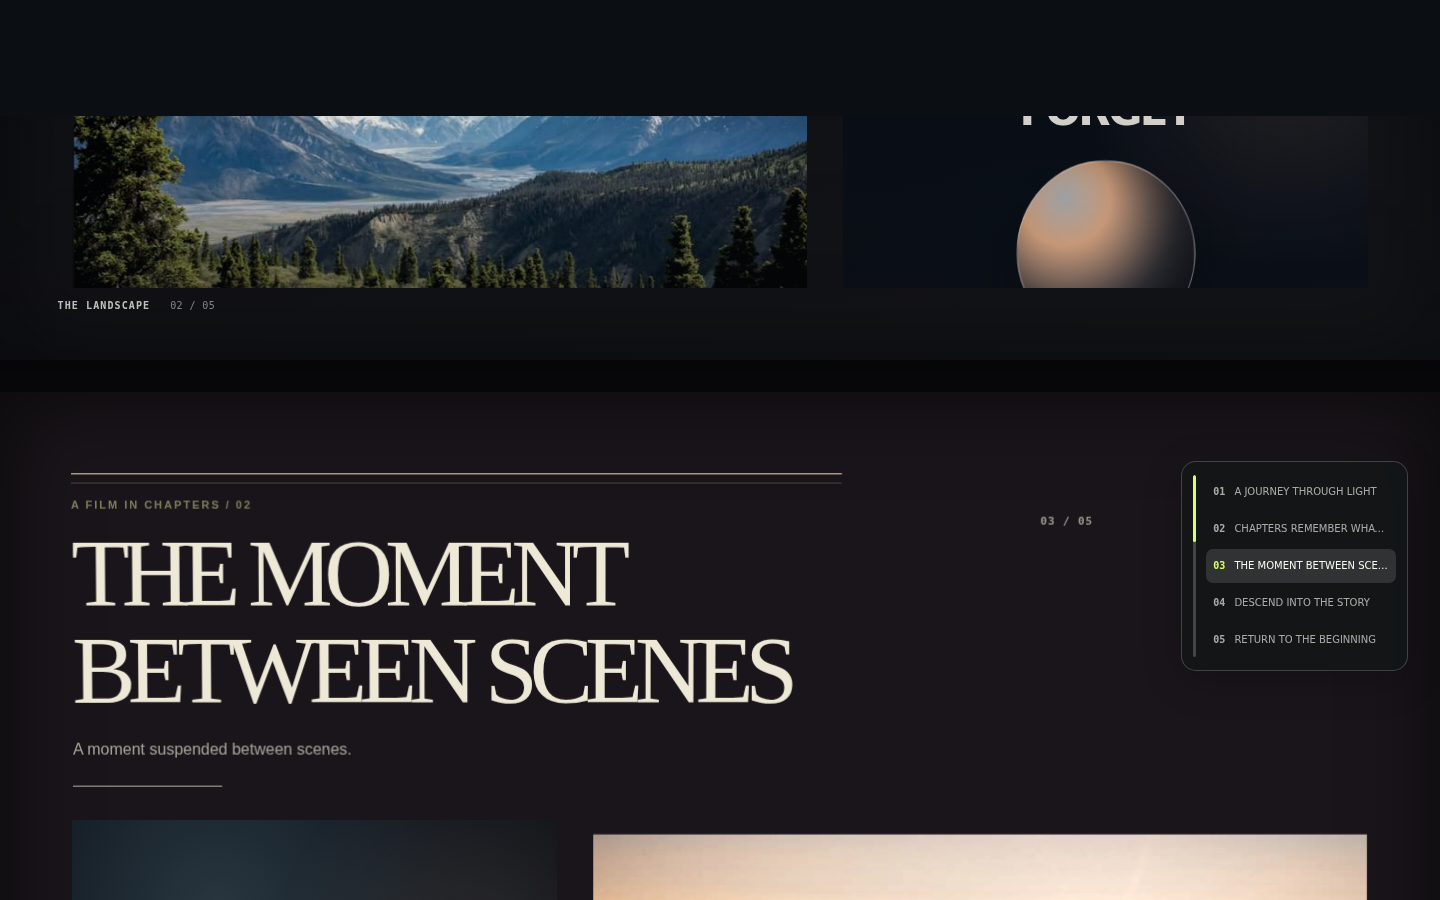 FORGET
THE LANDSCAPE 02 / 05
A FILM IN CHAPTERS / 02
03 / 05
THE MOMENT
BETWEEN SCENES
A moment suspended between scenes.
01 A JOURNEY THROUGH LIGHT
02 CHAPTERS REMEMBER WHA...
03 THE MOMENT BETWEEN SCE...
04 DESCEND INTO THE STORY
05 RETURN TO THE BEGINNING